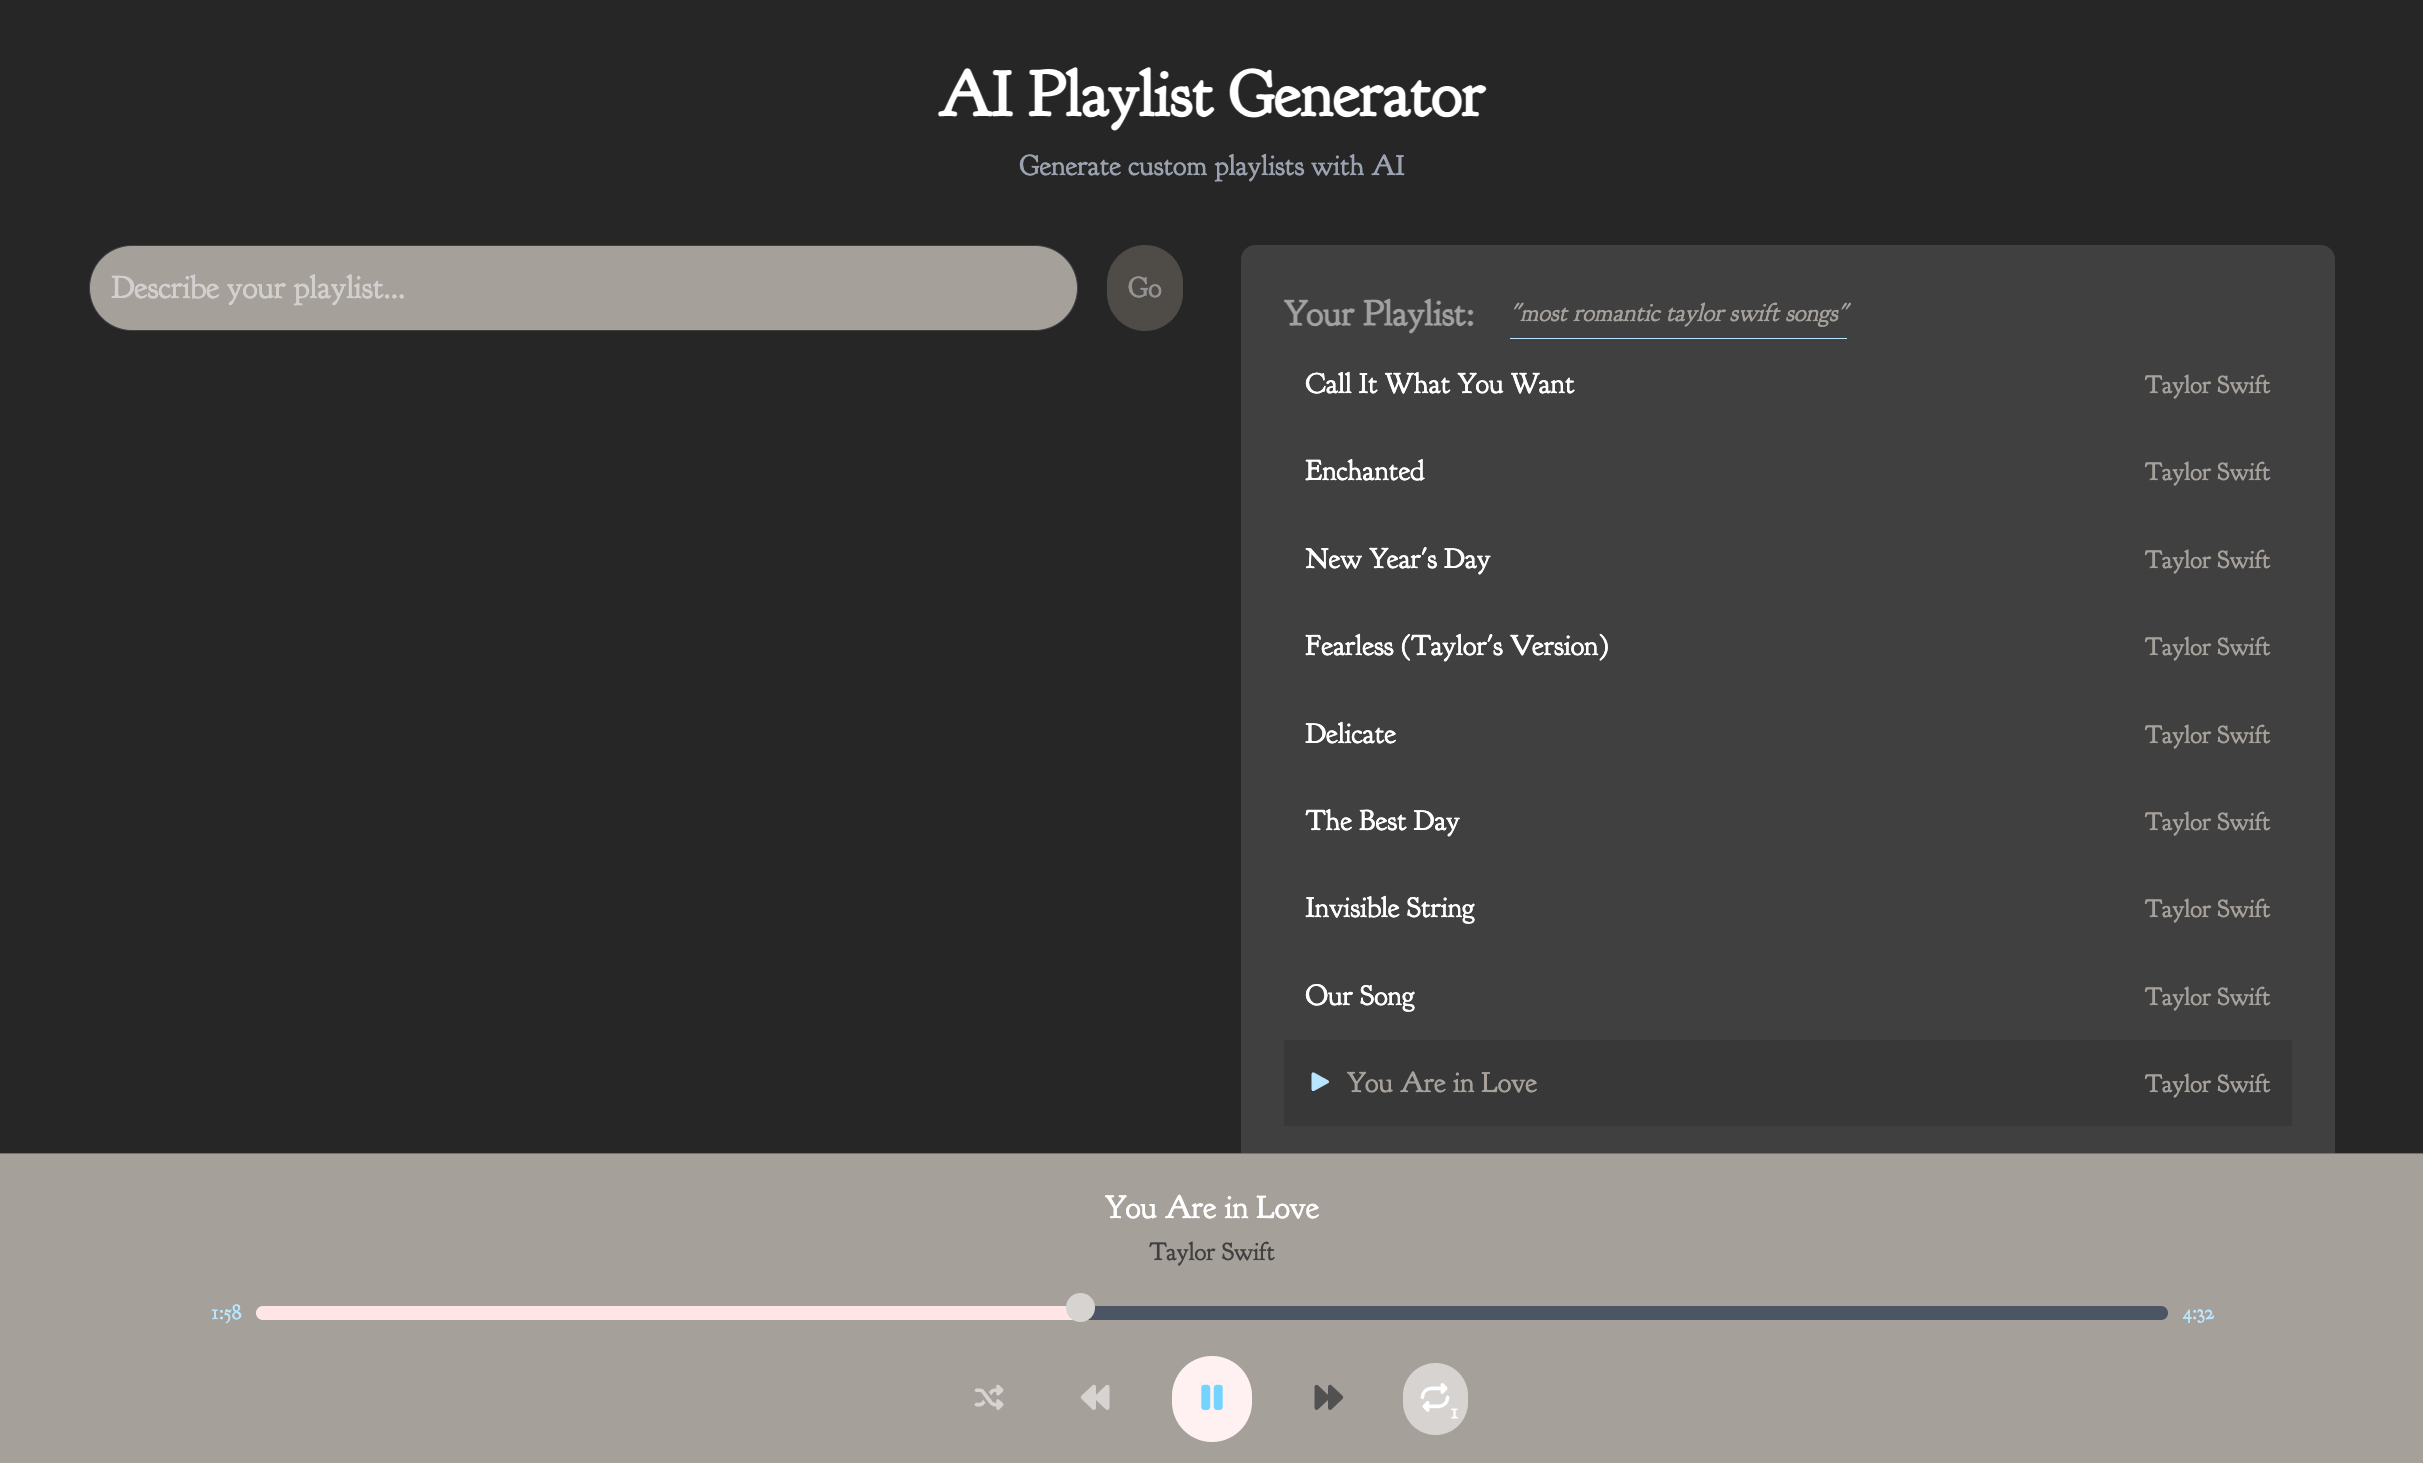 AI Playlist Generator
Generate custom playlists with AI
Describe your playlist...
Go
Your Playlist: "most romantic taylor swift songs"
Call It What You Want Taylor Swift
Enchanted Taylor Swift
New Year's Day Taylor Swift
Fearless (Taylor's Version) Taylor Swift
Delicate Taylor Swift
The Best Day Taylor Swift
Invisible String Taylor Swift
Our Song Taylor Swift
You Are in Love Taylor Swift
You Are in Love
Taylor Swift
1:58 4:32
1